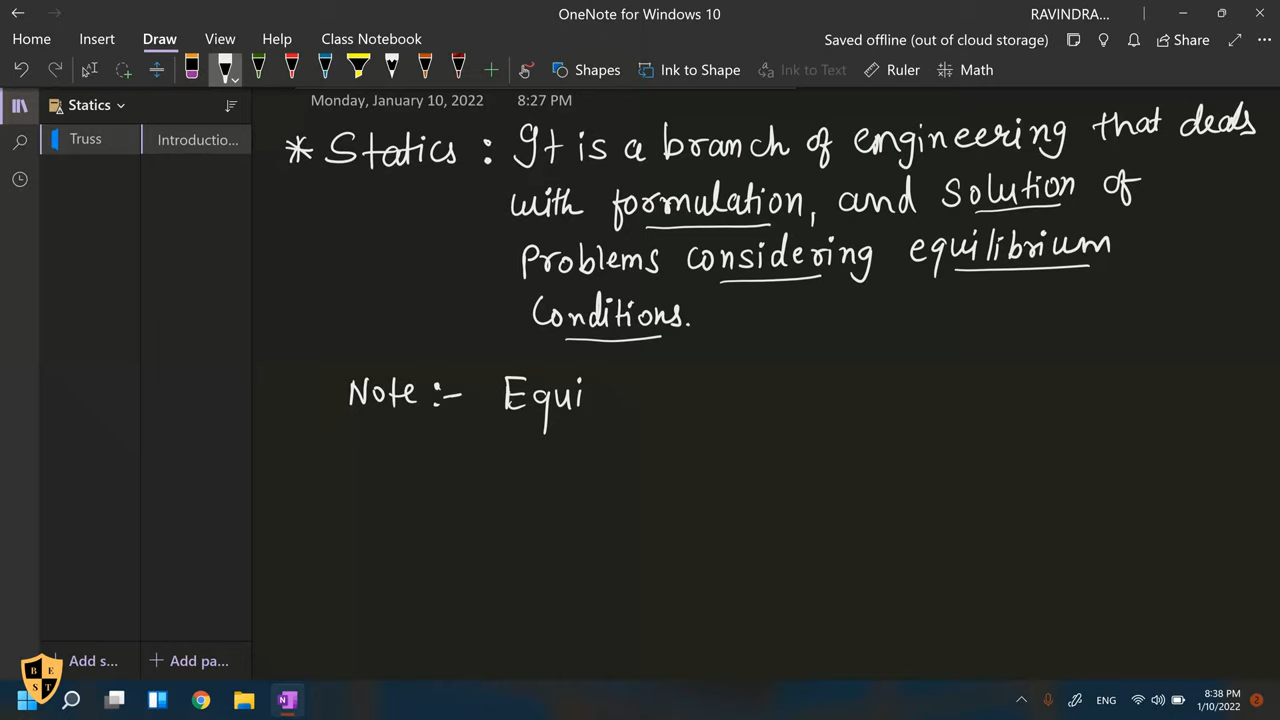 OneNote for Windows 10
RAVINDRA...
Home Insert Draw View Help Class Notebook
Saved offline (out of cloud storage) Share
Shapes Ink to Shape Ink to Text Ruler Math
Statics
Truss
Introductio...
Monday, January 10, 2022 8:27 PM
* Statics : It is a branch of engineering that deals
with formulation, and solution of
Problems considering equilibrium
Conditions.
Note :- Equi
+ Add s... + Add pa...
BEST
ENG
8:38 PM
1/10/2022
2